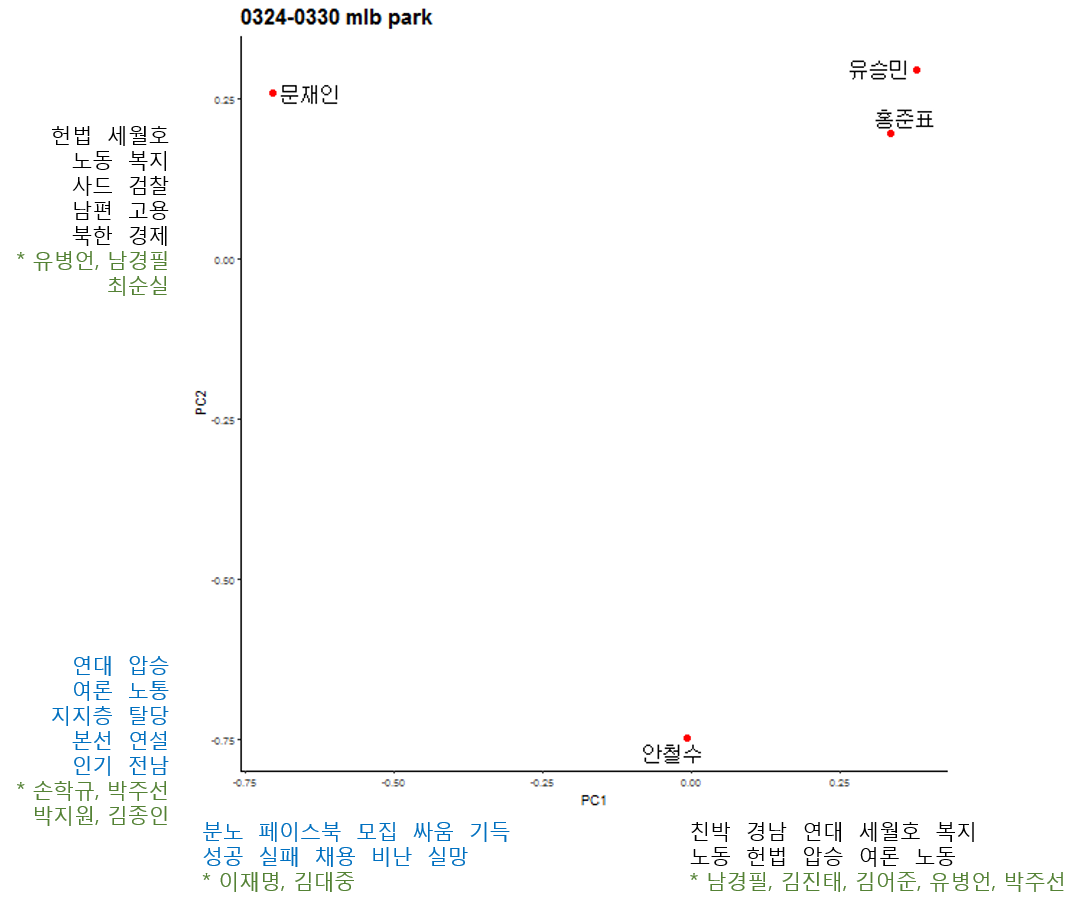 0324-0330 mlb park
유승민
문재인
홍준표
0.25
헌법 세월호
노동 복지
사드 검찰
남편 고용
북한 경제
* 유병언, 남경필
최순실
0.00
PC2
-0.25
-0.50
연대 압승
여론 노통
지지층 탈당
본선 연설
인기 전남
* 손학규, 박주선
박지원, 김종인
-0.75
안철수
-0.75 -0.50 -0.25 0.00 0.25
PC1
분노 페이스북 모집 싸움 기득
성공 실패 채용 비난 실망
* 이재명, 김대중
친박 경남 연대 세월호 복지
노동 헌법 압승 여론 노동
* 남경필, 김진태, 김어준, 유병언, 박주선